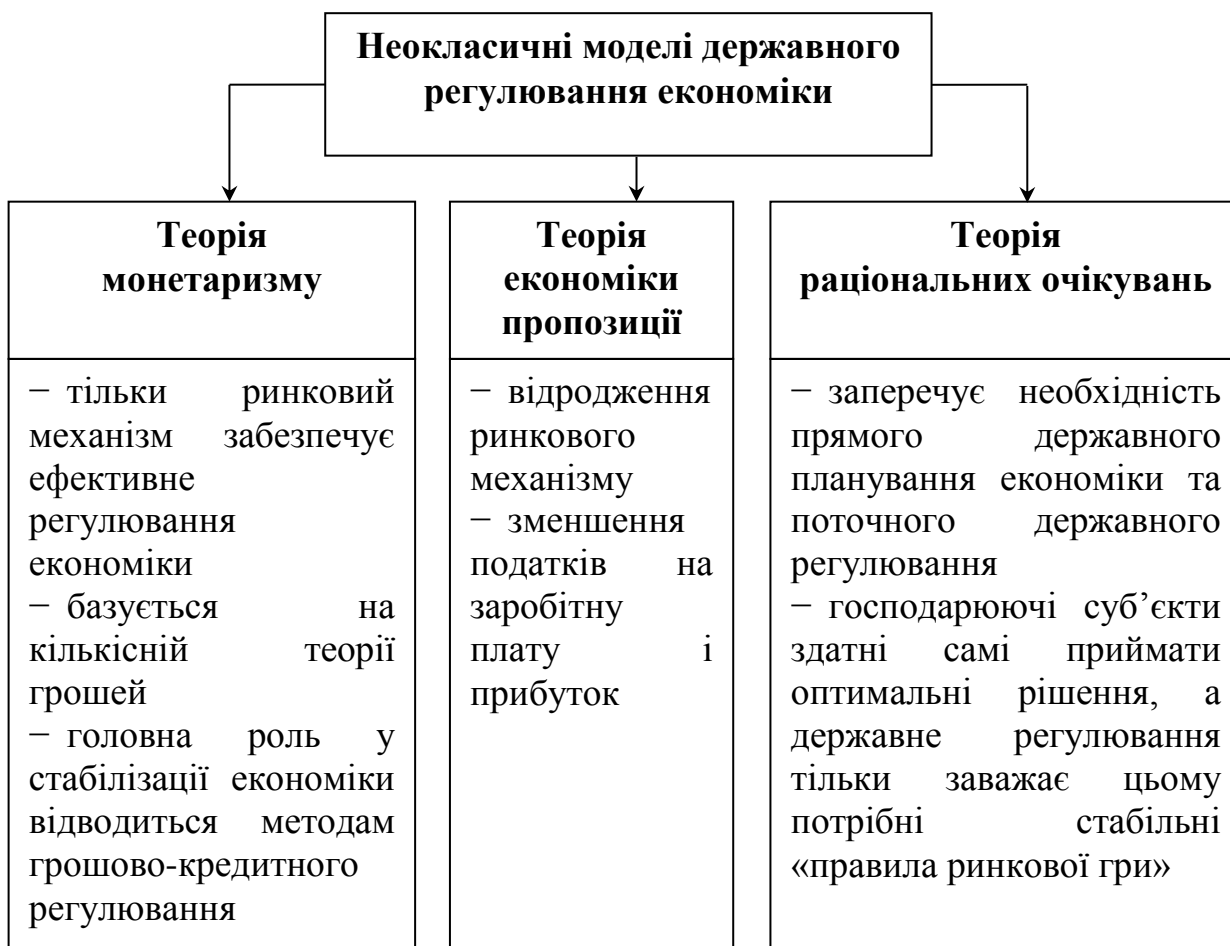 Неокласичні моделі державного
регулювання економіки
Теорія
монетаризму
− тільки ринковий
механізм забезпечує
ефективне
регулювання
економіки
− базується на
кількісній теорії
грошей
− головна роль у
стабілізації економіки
відводиться методам
грошово-кредитного
регулювання
Теорія
економіки
пропозиції
− відродження
ринкового
механізму
− зменшення
податків на
заробітну
плату і
прибуток
Теорія
раціональних очікувань
− заперечує необхідність
прямого державного
планування економіки та
поточного державного
регулювання
− господарюючі суб’єкти
здатні самі приймати
оптимальні рішення, а
державне регулювання
тільки заважає цьому
потрібні стабільні
«правила ринкової гри»